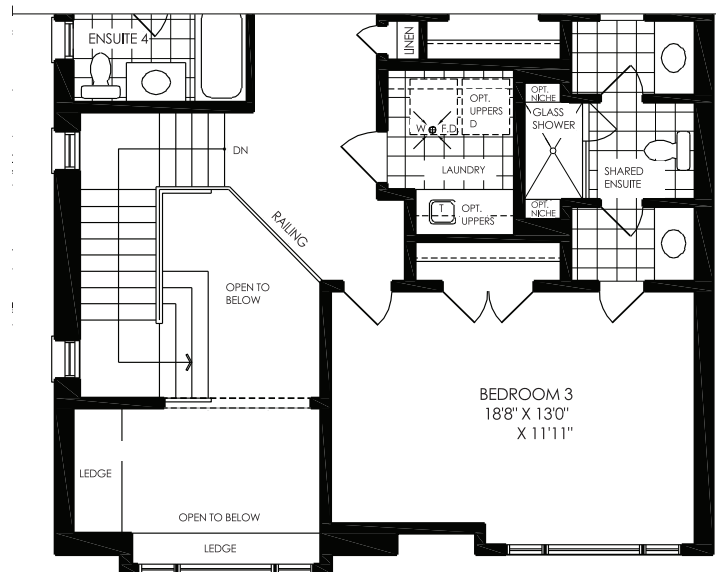 ENSUITE 4
LINEN
OPT.
UPPERS
D
W
F.D
OPT.
NICHE
GLASS
SHOWER
DN
LAUNDRY
SHARED
ENSUITE
T
OPT.
UPPERS
OPT.
NICHE
RAILING
OPEN TO
BELOW
BEDROOM 3
18'8" X 13'0"
X 11'11"
LEDGE
OPEN TO BELOW
LEDGE